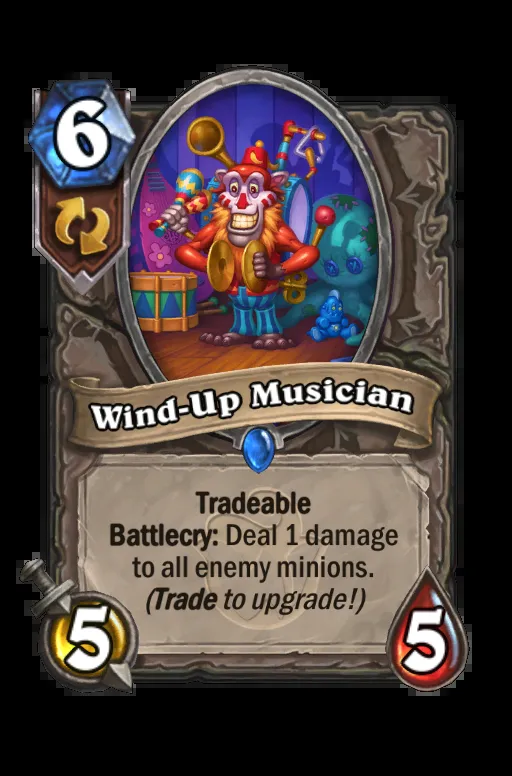 6
Wind-Up Musician
Tradeable
Battlecry: Deal 1 damage
to all enemy minions.
(Trade to upgrade!)
5
5